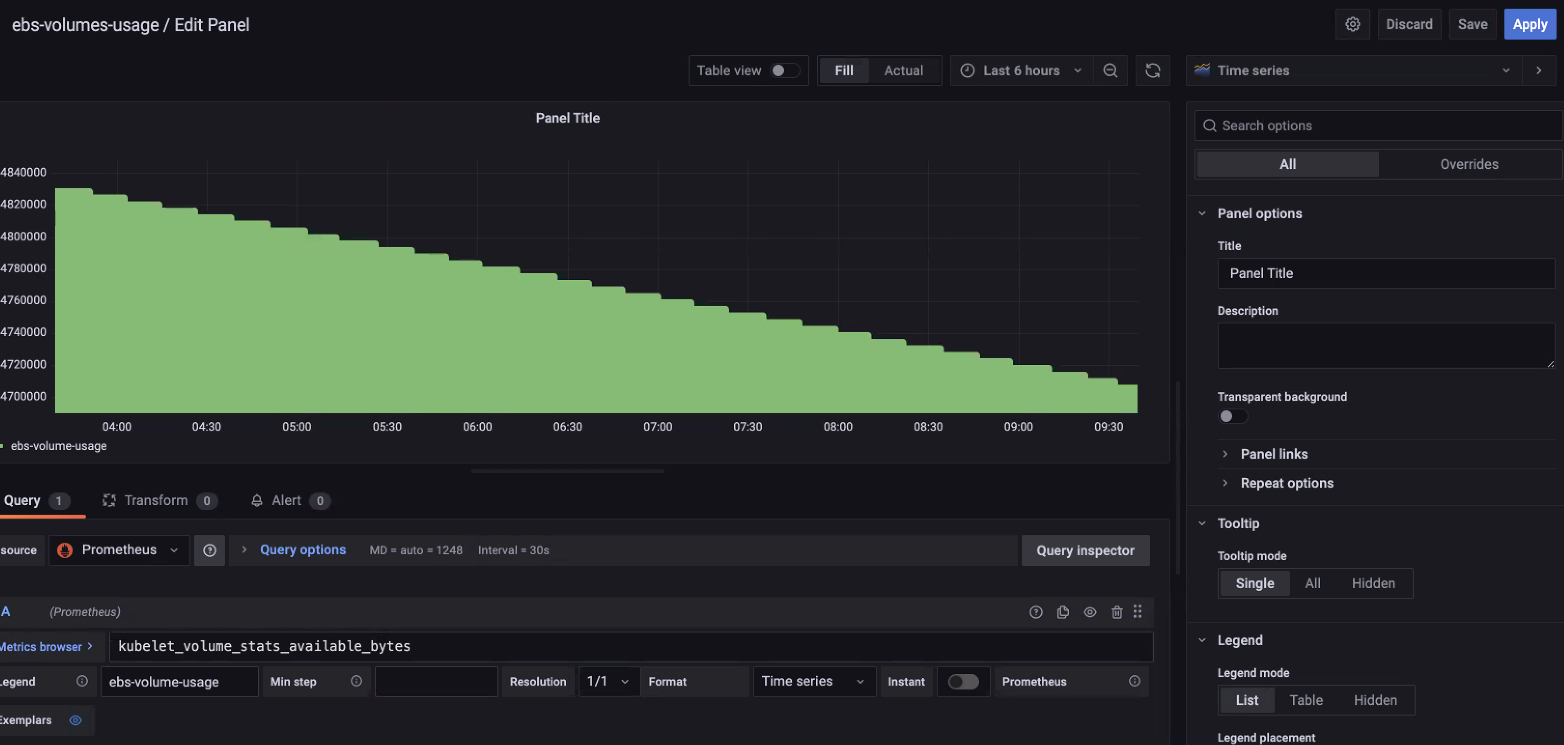 ebs-volumes-usage / Edit Panel
Discard
Save
Apply
Table view
Fill
Actual
Last 6 hours
Time series
Panel Title
4840000
4820000
4800000
4780000
4760000
4740000
4720000
4700000
04:00 04:30 05:00 05:30 06:00 06:30 07:00 07:30 08:00 08:30 09:00 09:30
ebs-volume-usage
Query 1
Transform 0
Alert 0
source
Prometheus
Query options
MD = auto = 1248
Interval = 30s
Query inspector
A (Prometheus)
Metrics browser >
kubelet_volume_stats_available_bytes
Legend
ebs-volume-usage
Min step
Resolution
1/1
Format
Time series
Instant
Prometheus
Exemplars
Search options
All
Overrides
Panel options
Title
Panel Title
Description
Transparent background
Panel links
Repeat options
Tooltip
Tooltip mode
Single
All
Hidden
Legend
Legend mode
List
Table
Hidden
Legend placement